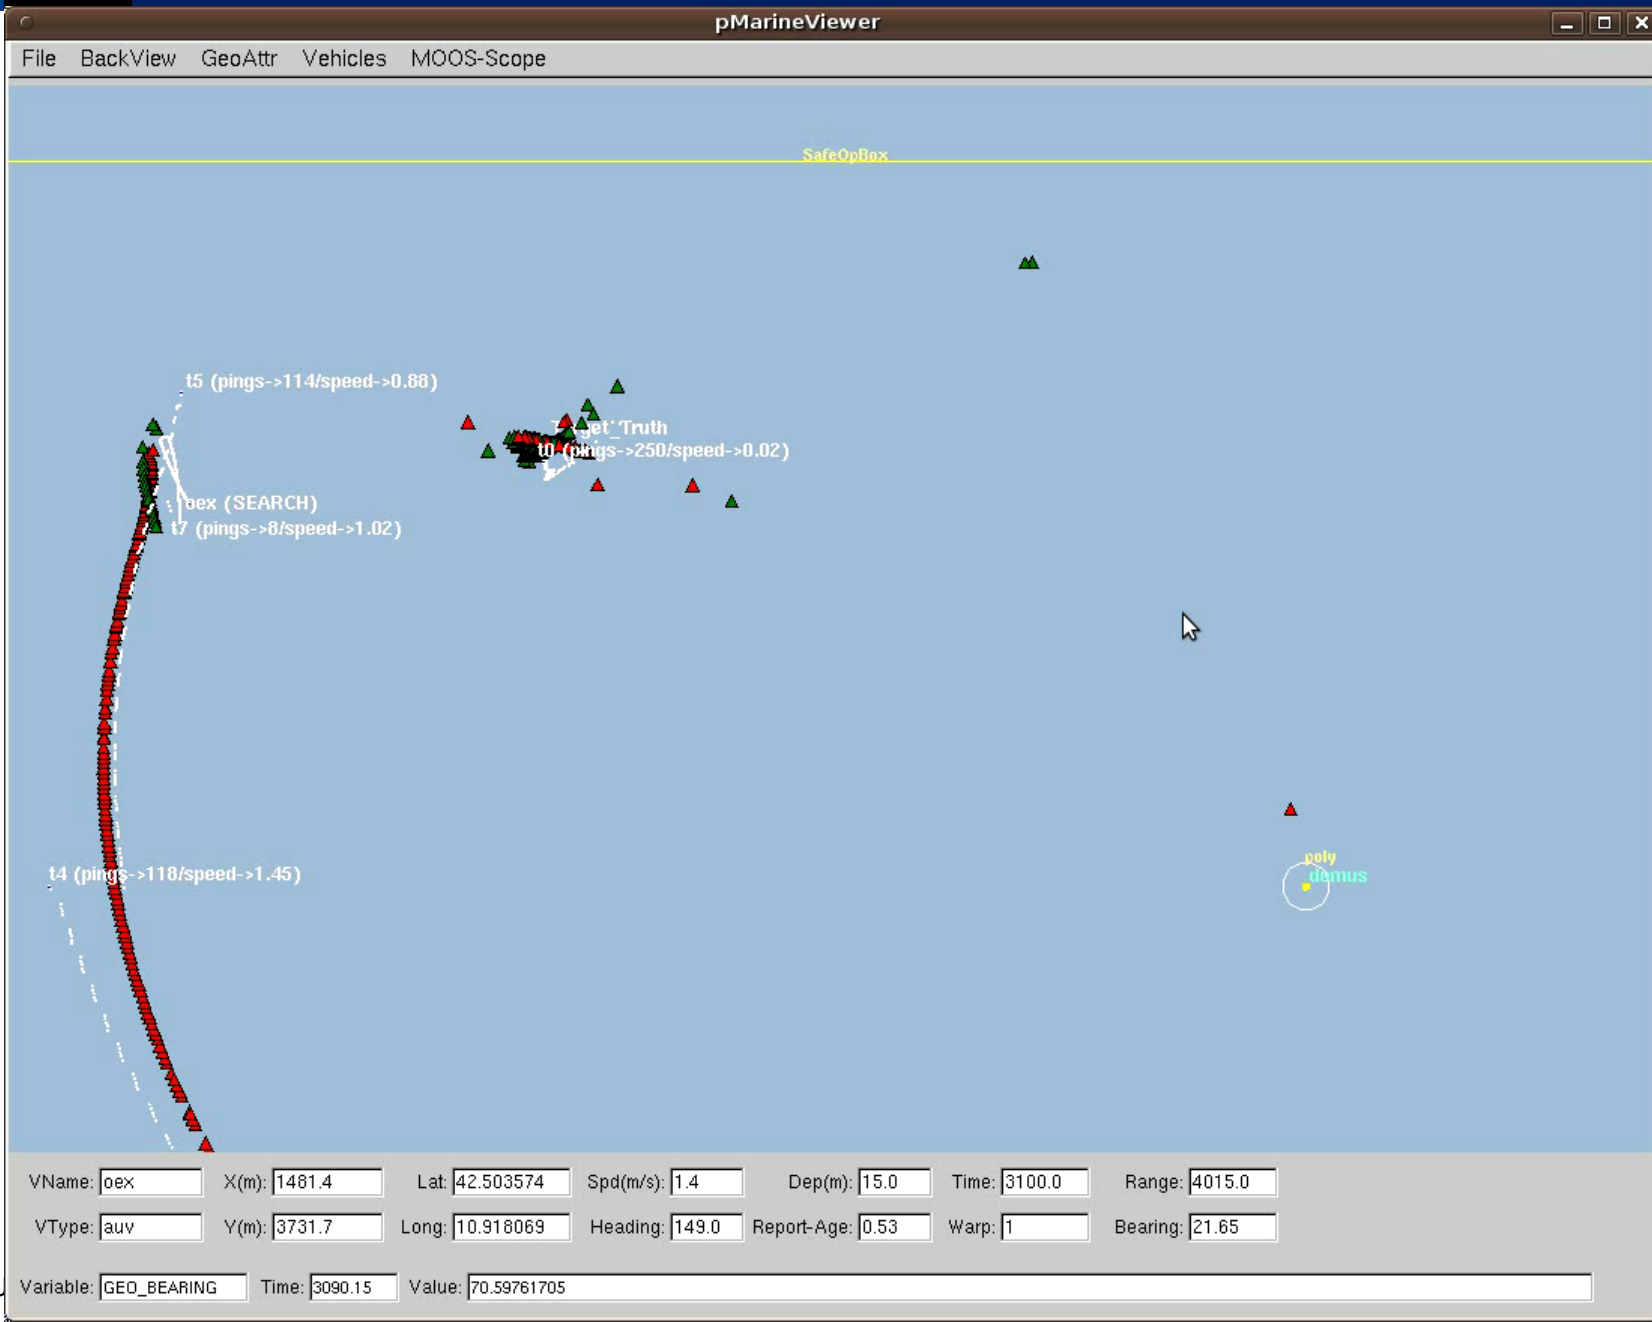 pMarineViewer
File BackView GeoAttr Vehicles MOOS-Scope
SafeOpBox
t5 (pings->114/speed->0.88)
Target_Truth
t0 (pings->250/speed->0.02)
oex (SEARCH)
t7 (pings->8/speed->1.02)
poly
demus
t4 (pings->118/speed->1.45)
VName: oex X(m): 1481.4 Lat: 42.503574 Spd(m/s): 1.4 Dep(m): 15.0 Time: 3100.0 Range: 4015.0
VType: auv Y(m): 3731.7 Long: 10.918069 Heading: 149.0 Report-Age: 0.53 Warp: 1 Bearing: 21.65
Variable: GEO_BEARING Time: 3090.15 Value: 70.59761705